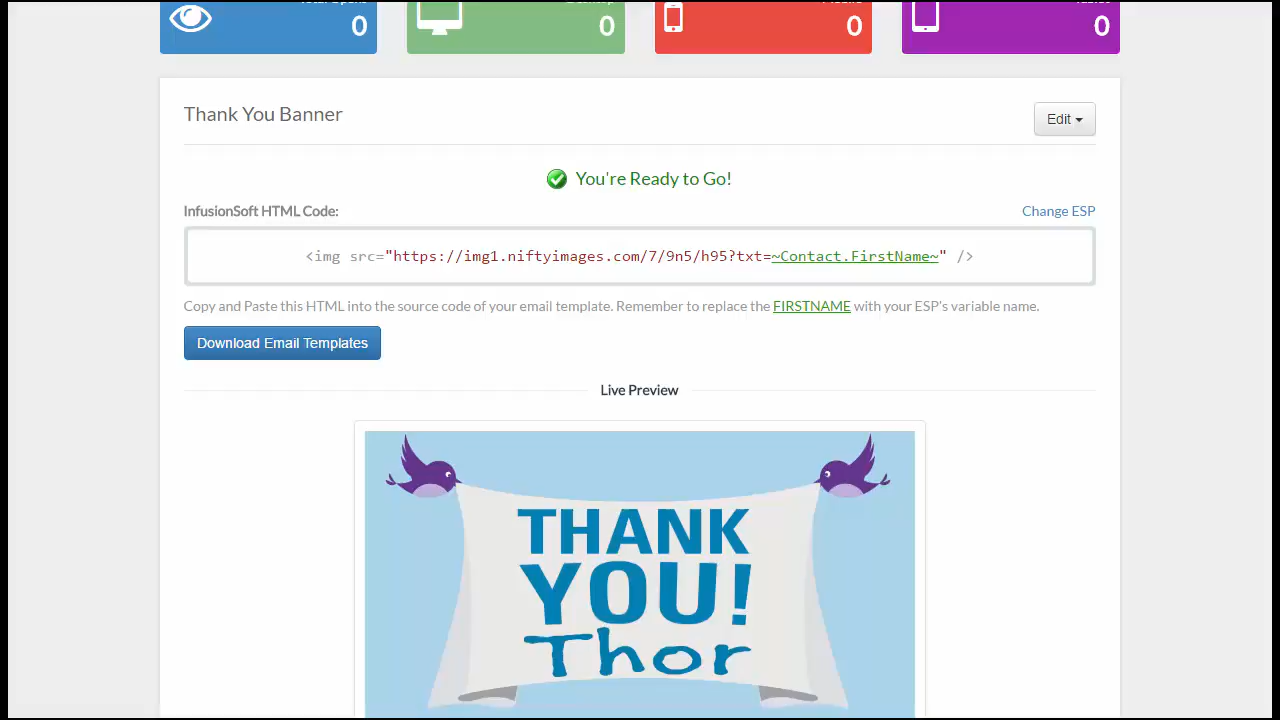 0
0
0
0
Thank You Banner
Edit
You're Ready to Go!
InfusionSoft HTML Code:
Change ESP
<img src="https://img1.niftyimages.com/7/9n5/h95?txt=~Contact.FirstName~" />
Copy and Paste this HTML into the source code of your email template. Remember to replace the FIRSTNAME with your ESP's variable name.
Download Email Templates
Live Preview
THANK
YOU!
Thor